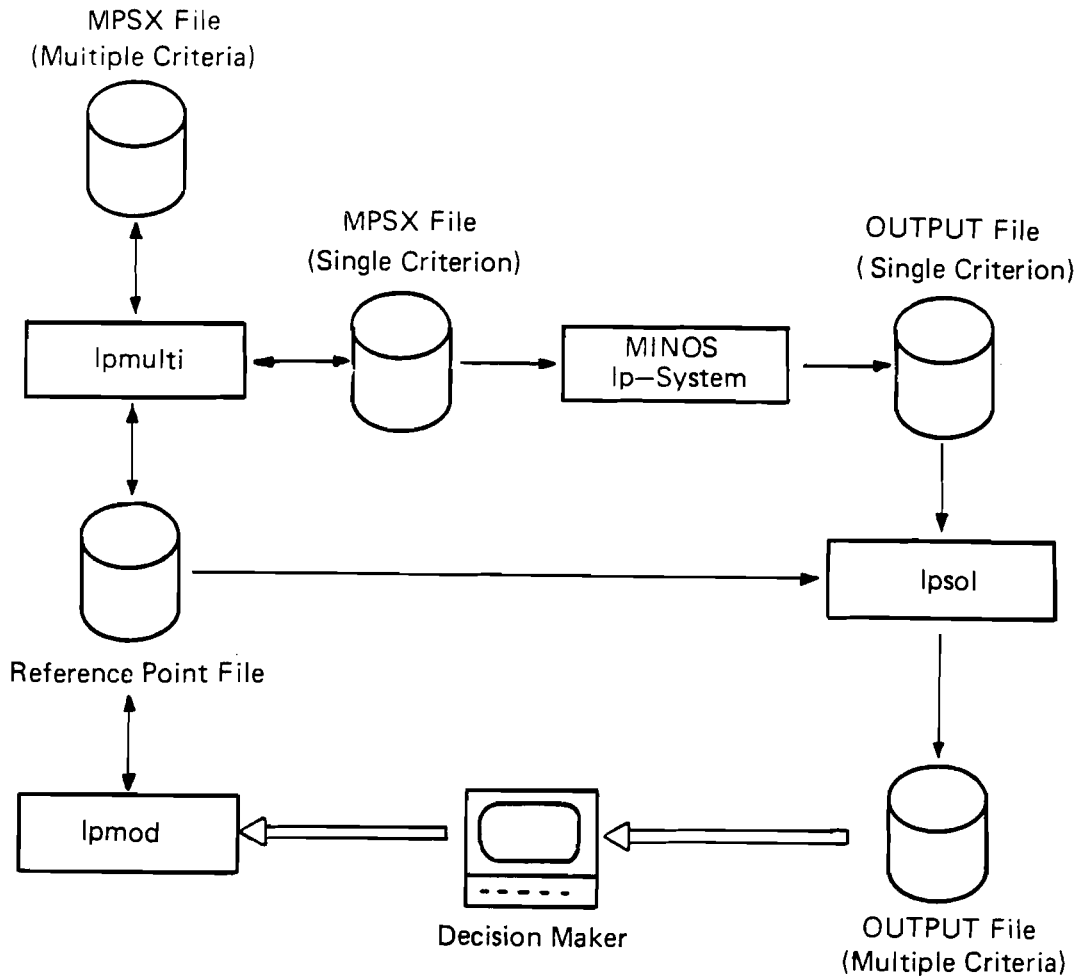 MPSX File
(Muitiple Criteria)
MPSX File
(Single Criterion)
OUTPUT File
( Single Criterion)
lpmulti
MINOS
lp–System
lpsol
Reference Point File
lpmod
Decision Maker
OUTPUT File
(Multiple Criteria)